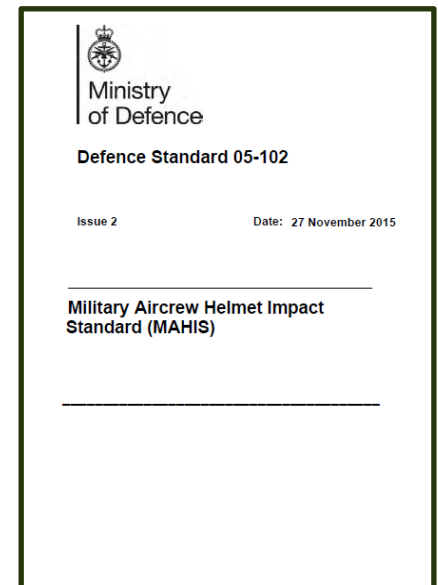 Ministry
of Defence
Defence Standard 05-102
Issue 2 Date: 27 November 2015
Military Aircrew Helmet Impact
Standard (MAHIS)